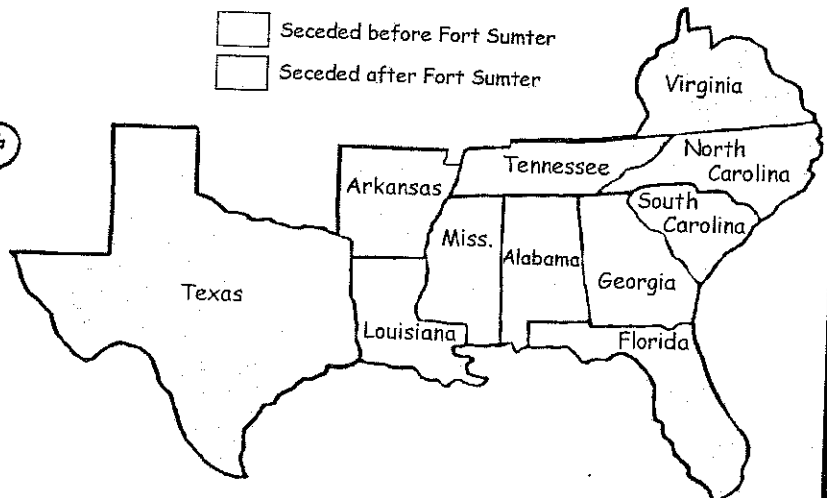 Seceded before Fort Sumter
Seceded after Fort Sumter
Virginia
North
Carolina
Tennessee
Arkansas
South
Carolina
Miss.
Alabama
Georgia
Texas
Louisiana
Florida